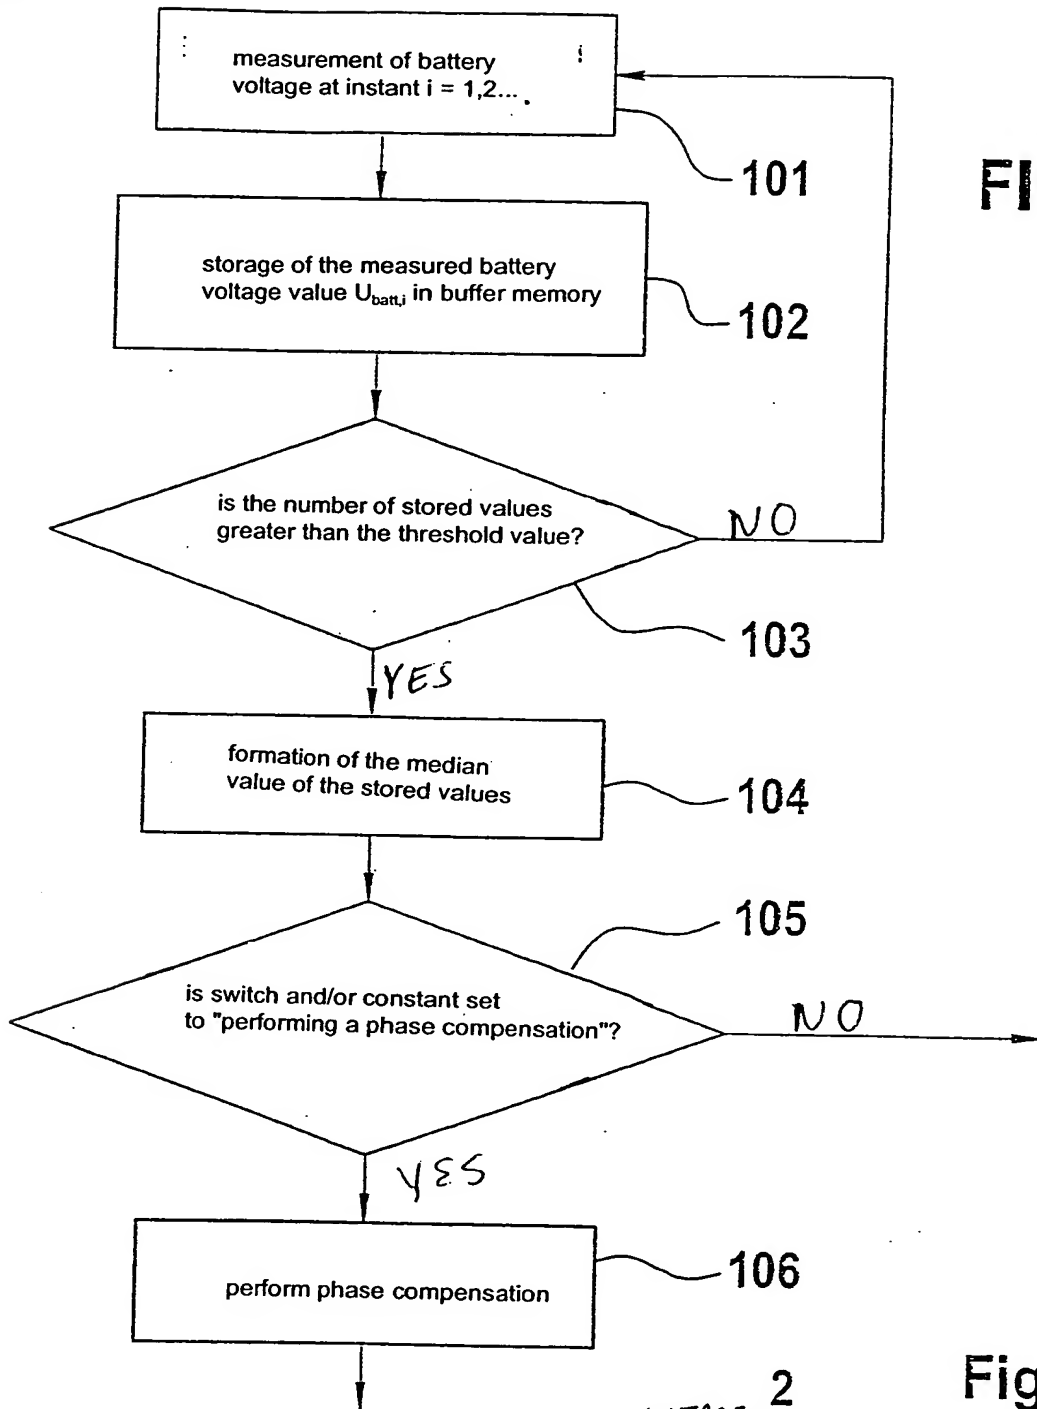 measurement of battery
voltage at instant i = 1,2...
101
FI
storage of the measured battery
voltage value U_batt,i in buffer memory
102
is the number of stored values
greater than the threshold value?
NO
103
YES
formation of the median
value of the stored values
104
105
is switch and/or constant set
to "performing a phase compensation"?
NO
YES
perform phase compensation
106
2
Fig